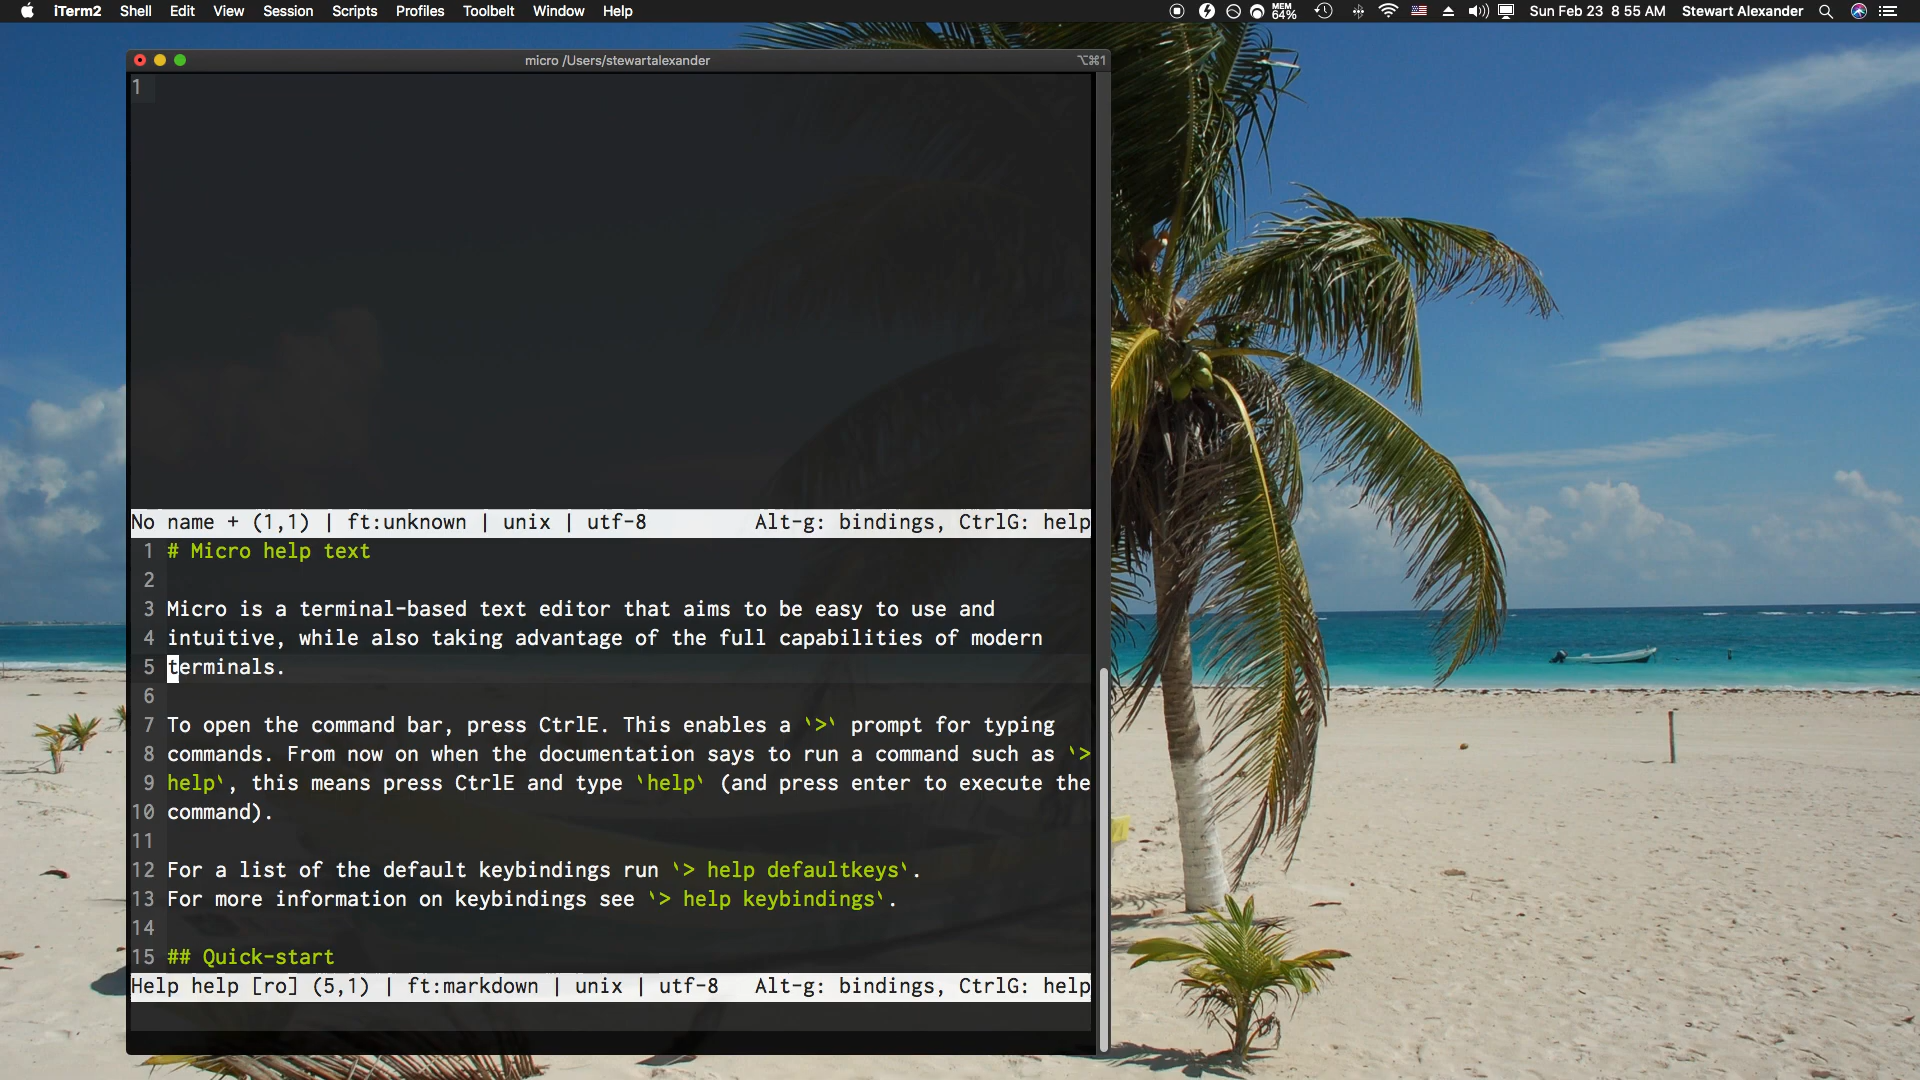 iTerm2 Shell Edit View Session Scripts Profiles Toolbelt Window Help MEM 64% Sun Feb 23 8 55 AM Stewart Alexander
micro /Users/stewartalexander ⌥⌘1
1
No name + (1,1) | ft:unknown | unix | utf-8 Alt-g: bindings, CtrlG: help
1 # Micro help text
2
3 Micro is a terminal-based text editor that aims to be easy to use and
4 intuitive, while also taking advantage of the full capabilities of modern
5 terminals.
6
7 To open the command bar, press CtrlE. This enables a `>` prompt for typing
8 commands. From now on when the documentation says to run a command such as `>
9 help`, this means press CtrlE and type `help` (and press enter to execute the
10 command).
11
12 For a list of the default keybindings run `> help defaultkeys`.
13 For more information on keybindings see `> help keybindings`.
14
15 ## Quick-start
Help help [ro] (5,1) | ft:markdown | unix | utf-8 Alt-g: bindings, CtrlG: help